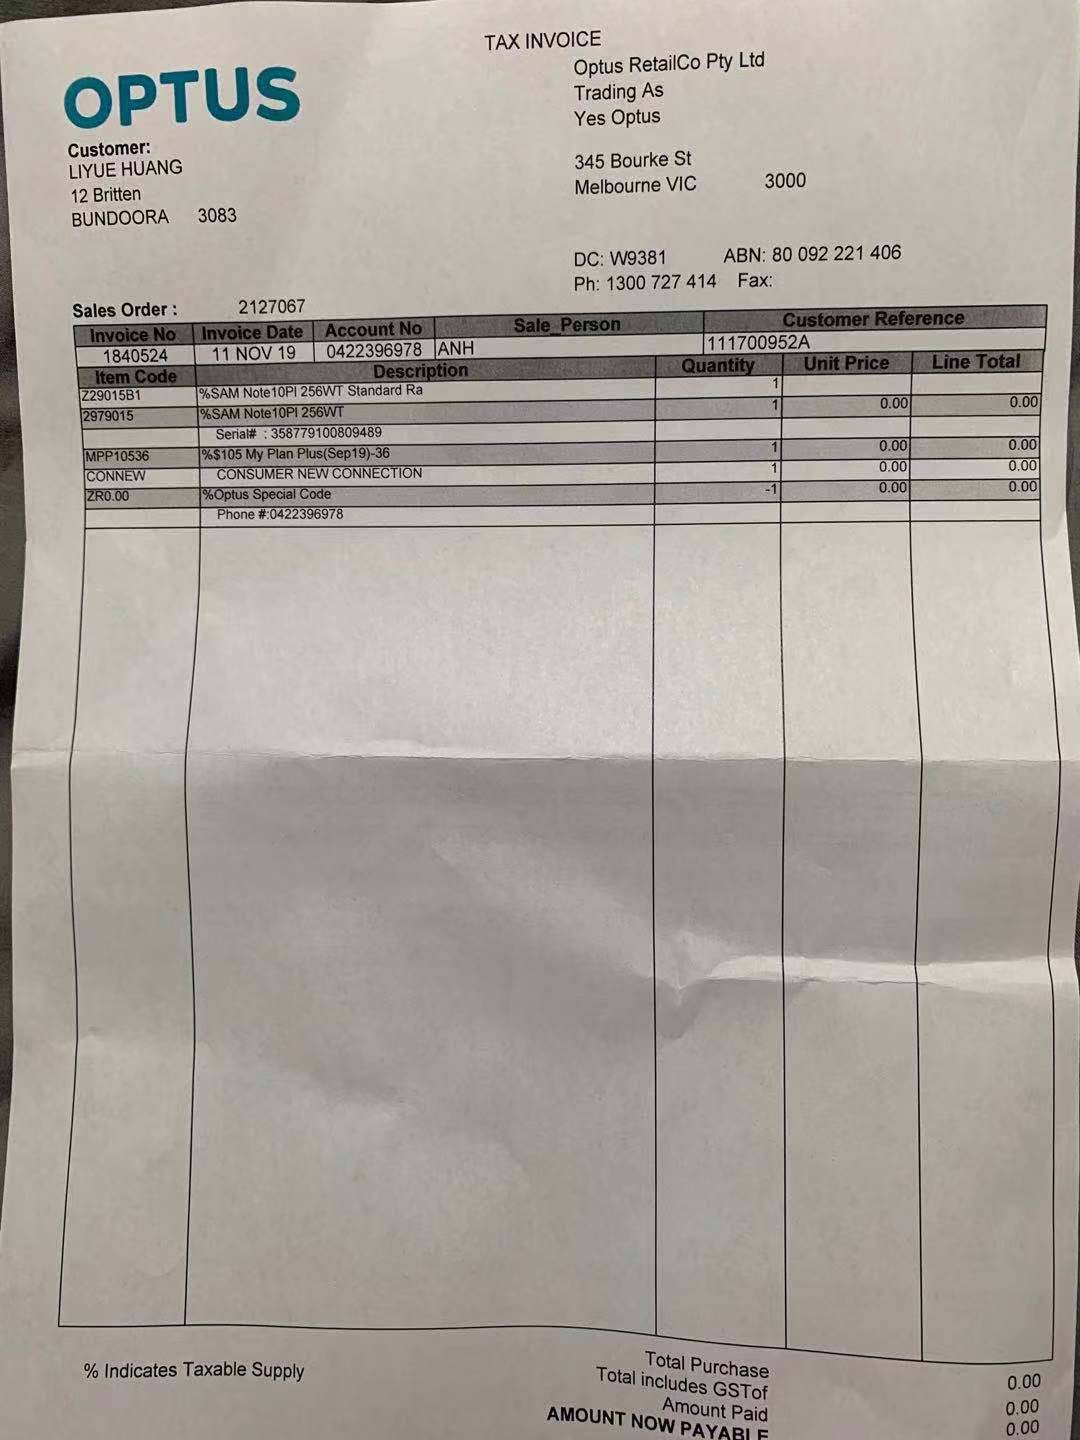 TAX INVOICE
OPTUS
Optus RetailCo Pty Ltd
Trading As
Yes Optus
Customer:
LIYUE HUANG
12 Britten
BUNDOORA 3083
345 Bourke St
Melbourne VIC 3000
DC: W9381 ABN: 80 092 221 406
Ph: 1300 727 414 Fax:
Sales Order : 2127067
Invoice No Invoice Date Account No Sale_Person Customer Reference
1840524 11 NOV 19 0422396978 ANH 111700952A
Item Code Description Quantity Unit Price Line Total
Z29015B1 %SAM Note10Pl 256WT Standard Ra 1
2979015 %SAM Note10Pl 256WT 1 0.00 0.00
Serial# : 358779100809489
MPP10536 %$105 My Plan Plus(Sep19)-36 1 0.00 0.00
CONNEW CONSUMER NEW CONNECTION 1 0.00 0.00
ZR0.00 %Optus Special Code -1 0.00 0.00
Phone #:0422396978
% Indicates Taxable Supply
Total Purchase 0.00
Total includes GSTof 0.00
Amount Paid 0.00
AMOUNT NOW PAYABLE